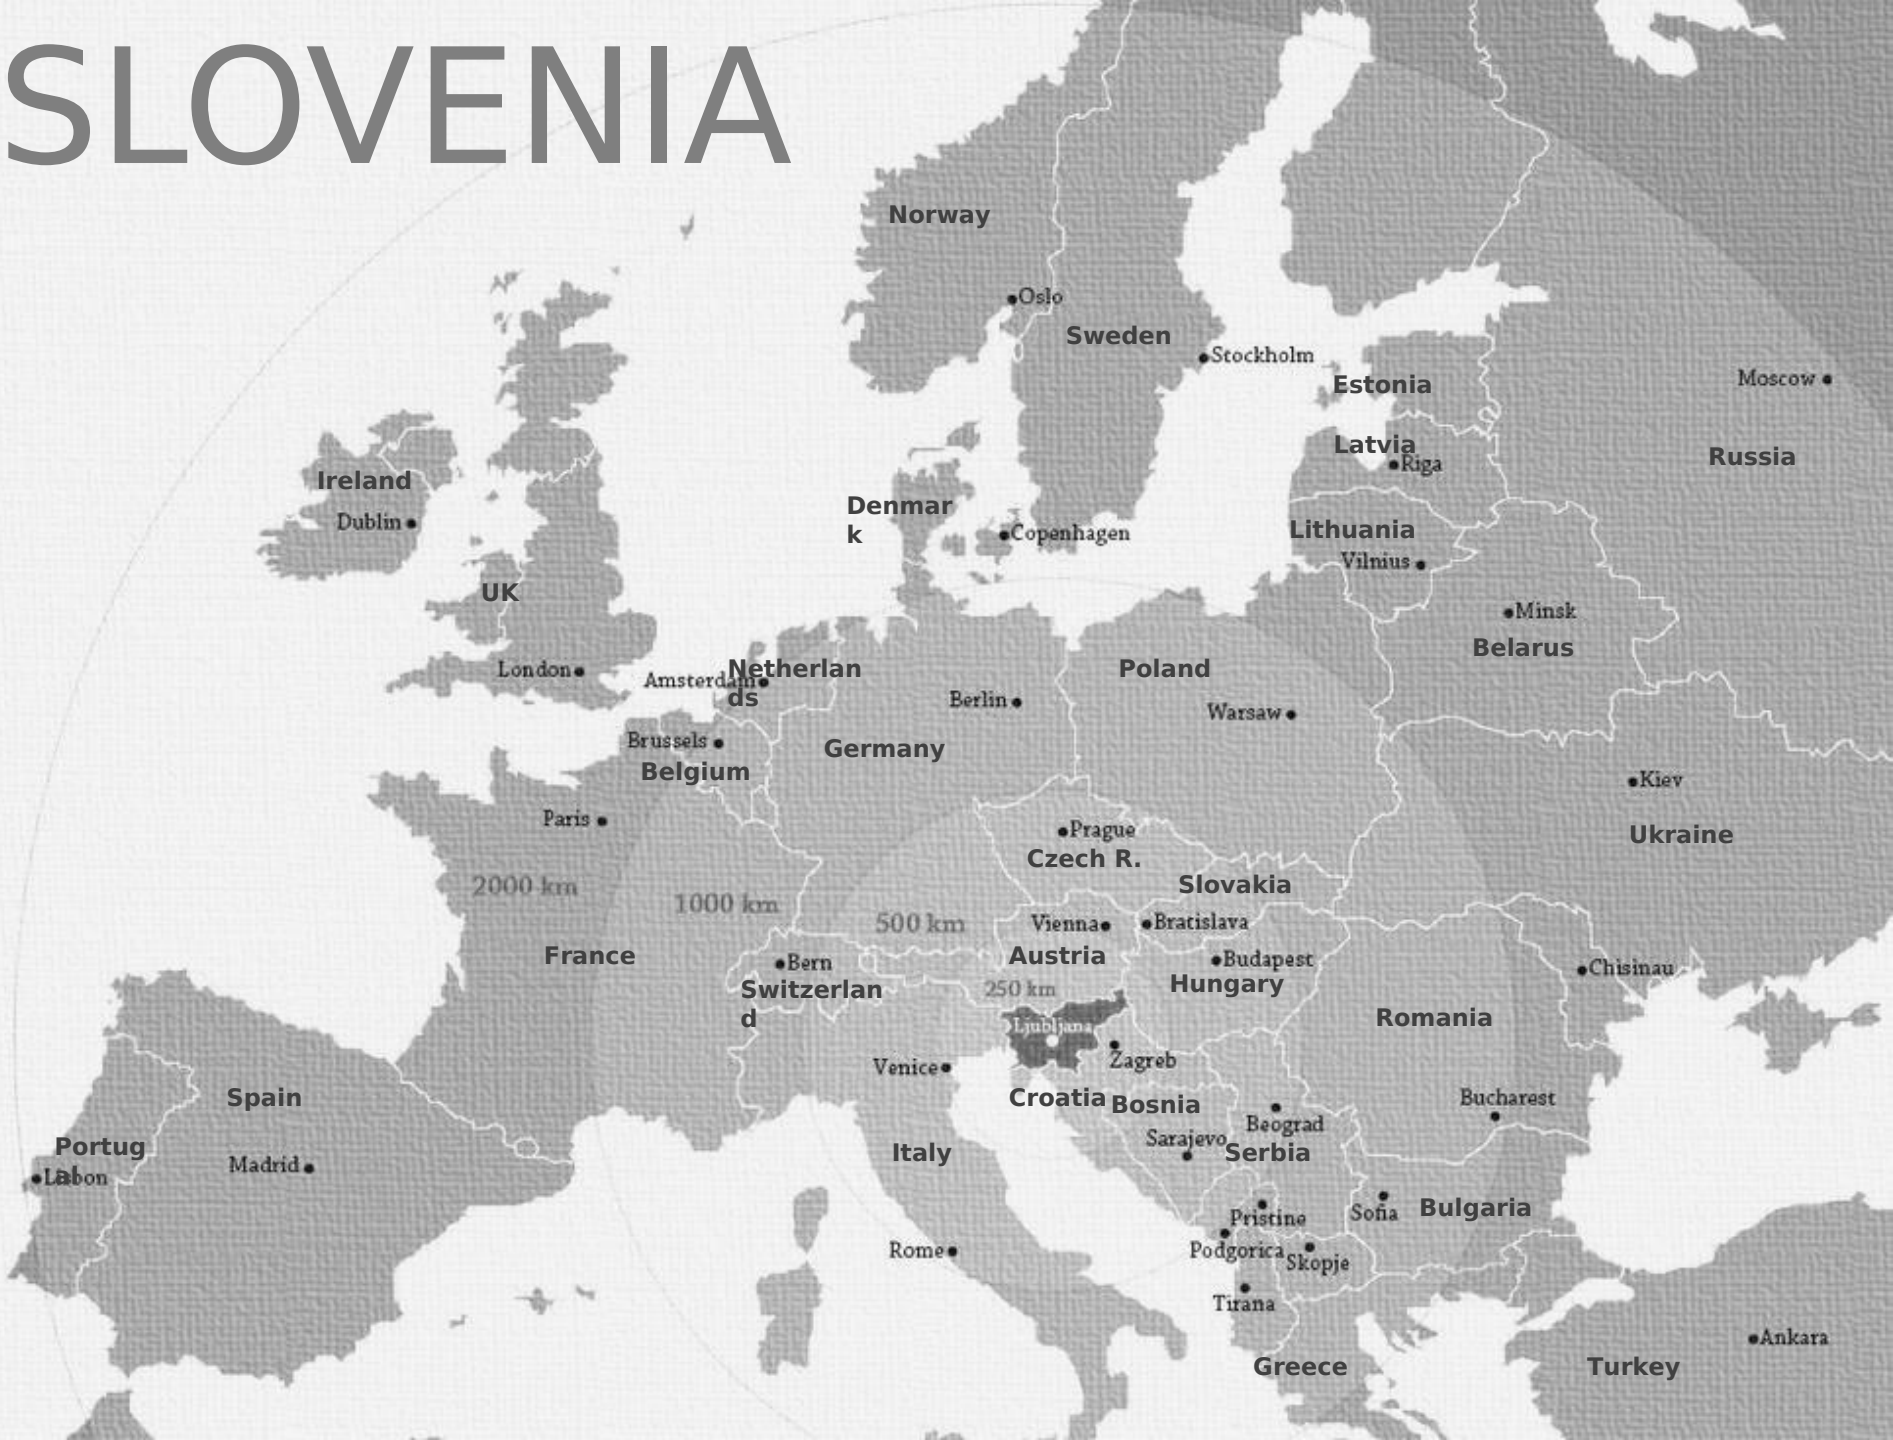 SLOVENIA
Norway
Oslo
Sweden
Stockholm
Estonia
Moscow
Latvia
Riga
Russia
Ireland
Dublin
Denmar
k
Copenhagen
Lithuania
Vilnius
UK
Minsk
Belarus
London
Amsterdam
Netherlan
ds
Berlin
Poland
Warsaw
Brussels
Belgium
Germany
Kiev
Ukraine
Paris
Prague
Czech R.
Slovakia
2000 km
1000 km
500 km
Vienna
Bratislava
France
Austria
Budapest
Hungary
Bern
Switzerlan
d
250 km
Chisinau
Romania
Ljubljana
Zagreb
Venice
Spain
Croatia
Bosnia
Beograd
Bucharest
Portug
al
Lisbon
Madrid
Italy
Sarajevo
Serbia
Pristine
Sofia
Bulgaria
Rome
Podgorica
Skopje
Tirana
Greece
Ankara
Turkey